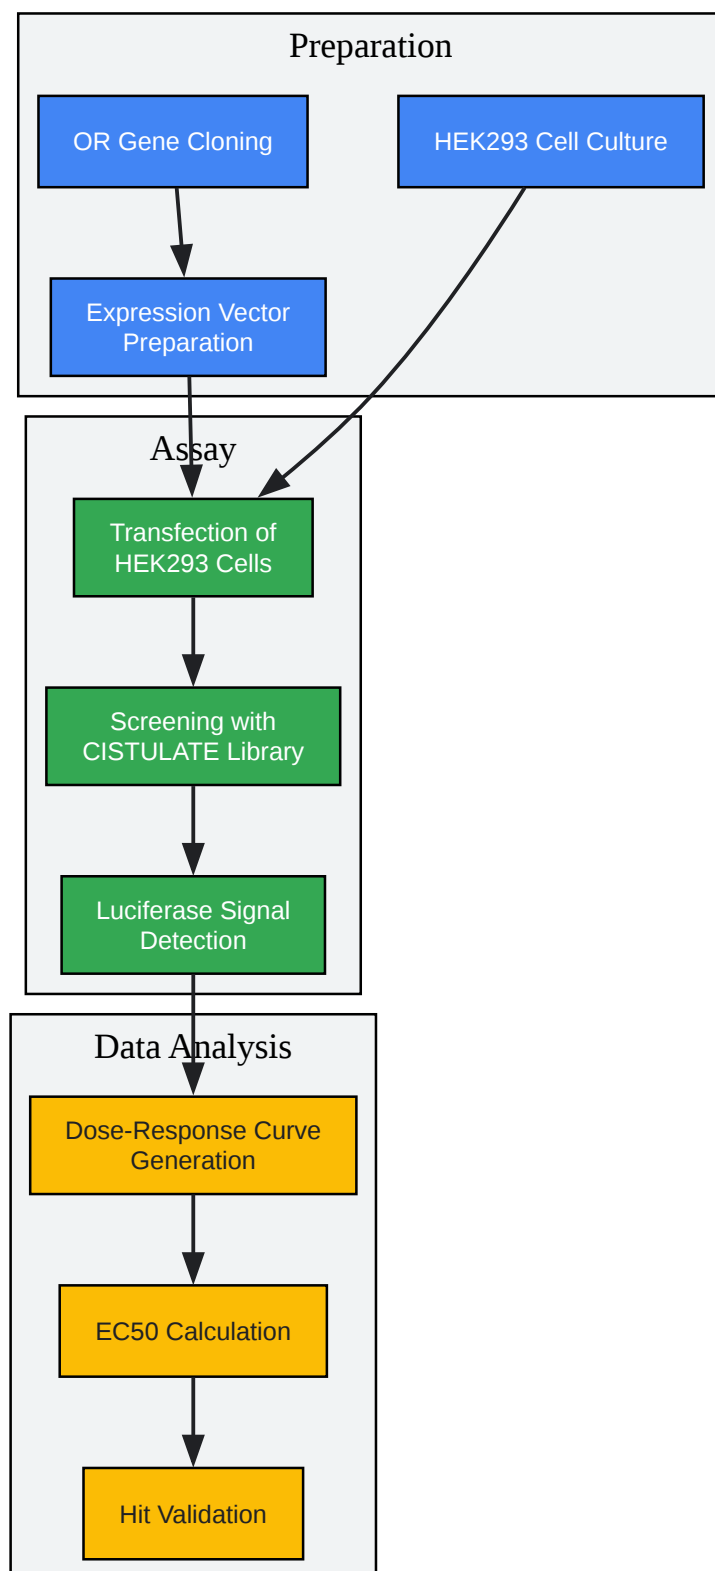 Preparation
OR Gene Cloning
HEK293 Cell Culture
Expression Vector
Preparation
Assay
Transfection of
HEK293 Cells
Screening with
CISTULATE Library
Luciferase Signal
Detection
Data Analysis
Dose-Response Curve
Generation
EC50 Calculation
Hit Validation